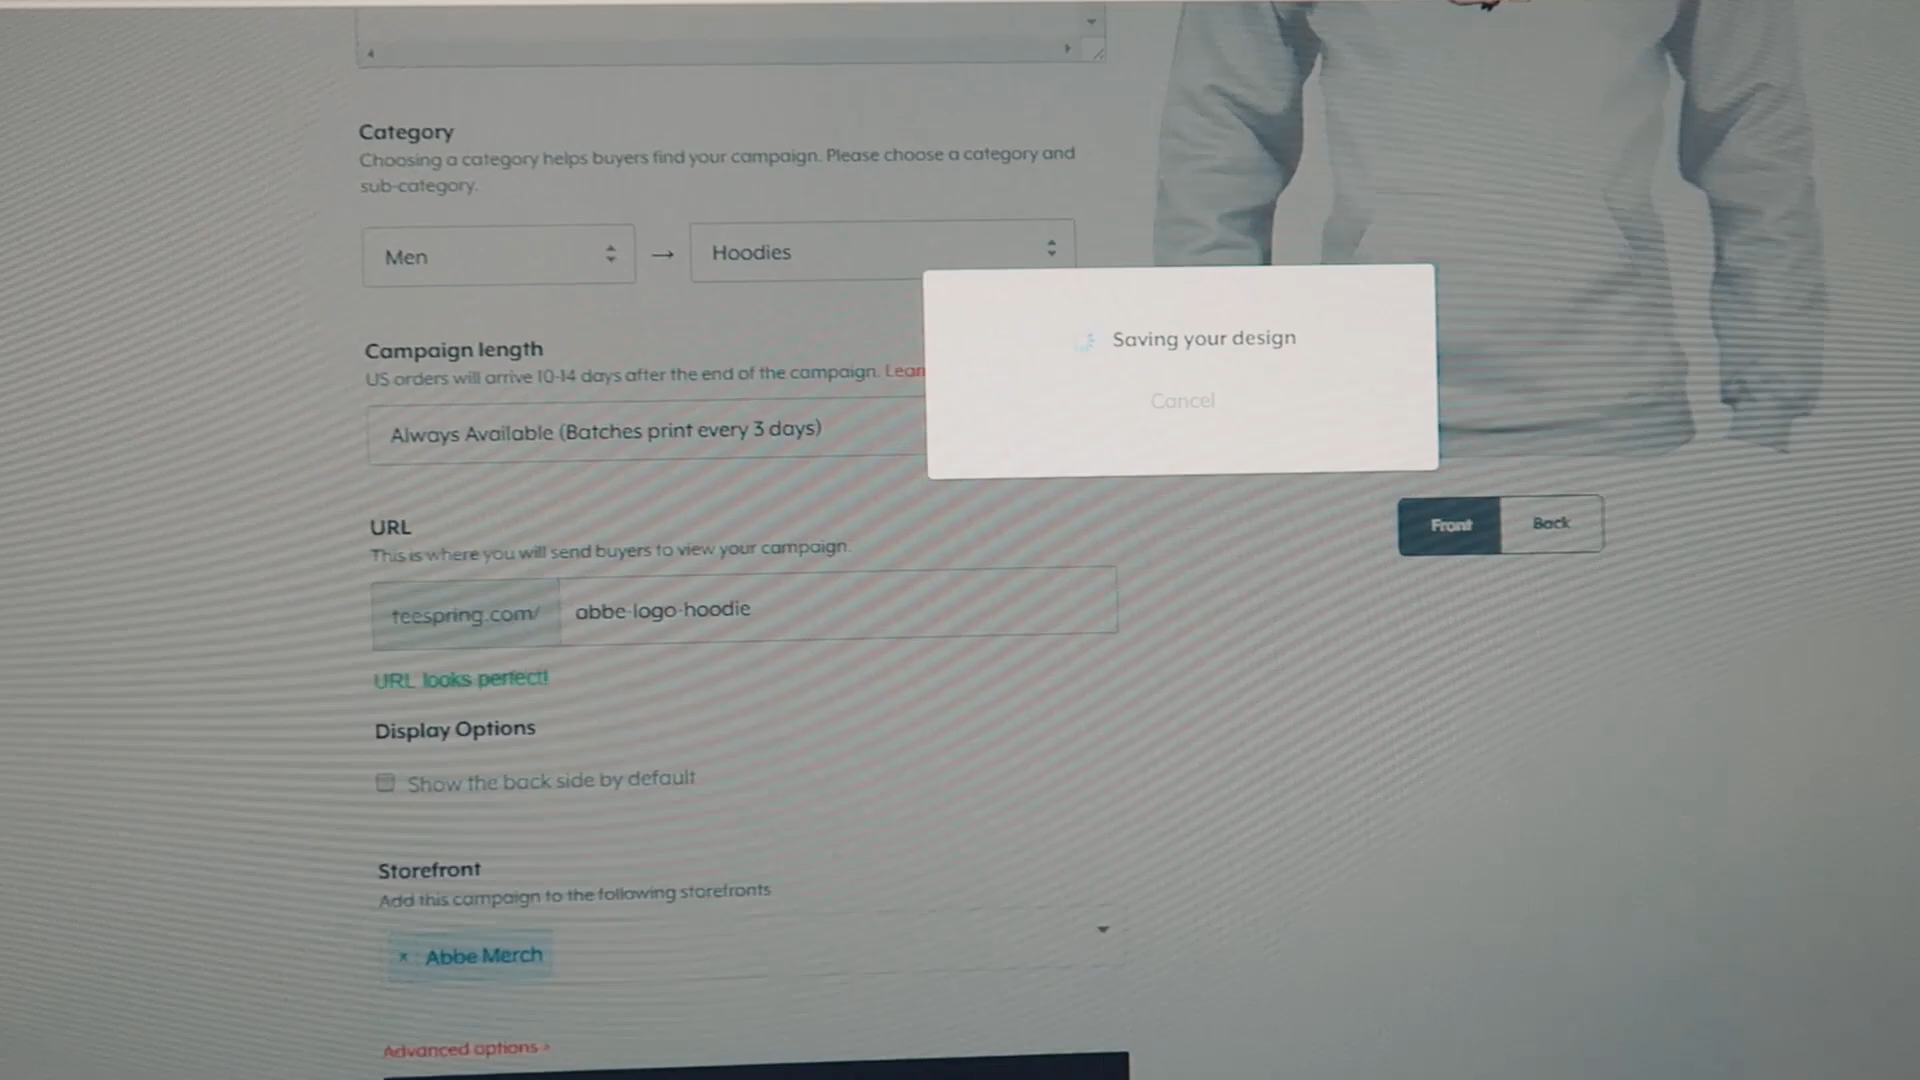 Category
Choosing a category helps buyers find your campaign. Please choose a category and
sub-category.
Men → Hoodies
Saving your design
Cancel
Campaign length
US orders will arrive 10-14 days after the end of the campaign. Lear
Always Available (Batches print every 3 days)
Front Back
URL
This is where you will send buyers to view your campaign.
teespring.com/ abbe-logo-hoodie
URL looks perfect!
Display Options
Show the back side by default
Storefront
Add this campaign to the following storefronts
× Abbe Merch
Advanced options >